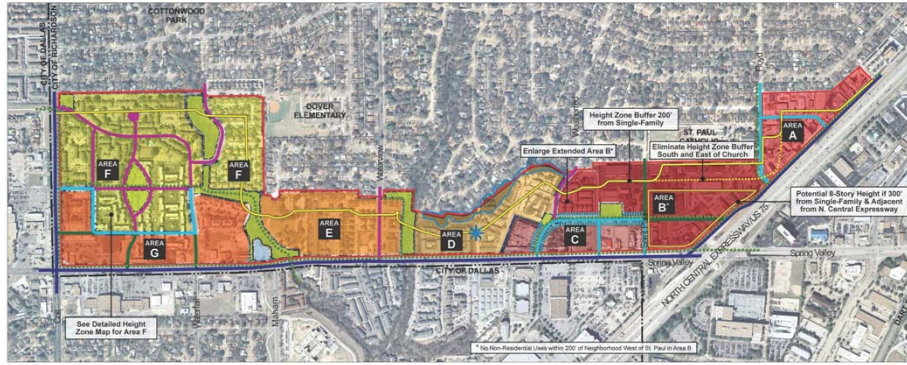 COTTONWOOD
PARK
CITY OF DALLAS
CITY OF RICHARDSON
DOVER
ELEMENTARY
Height Zone Buffer 200'
from Single-Family
ST. PAUL
Enlarge Extended Area B*
Eliminate Height Zone Buffer
South and East of Church
AREA
A
AREA
F
AREA
F
Potential 8-Story Height if 300'
from Single-Family & Adjacent
from N. Central Expressway
AREA
B*
AREA
E
AREA
D
AREA
C
AREA
G
CITY OF DALLAS
Spring Valley
Spring Valley
NORTH CENTRAL EXPRESSWAY/US 75
See Detailed Height
Zone Map for Area F
* No Non-Residential Uses within 200' of Neighborhood West of St. Paul in Area B